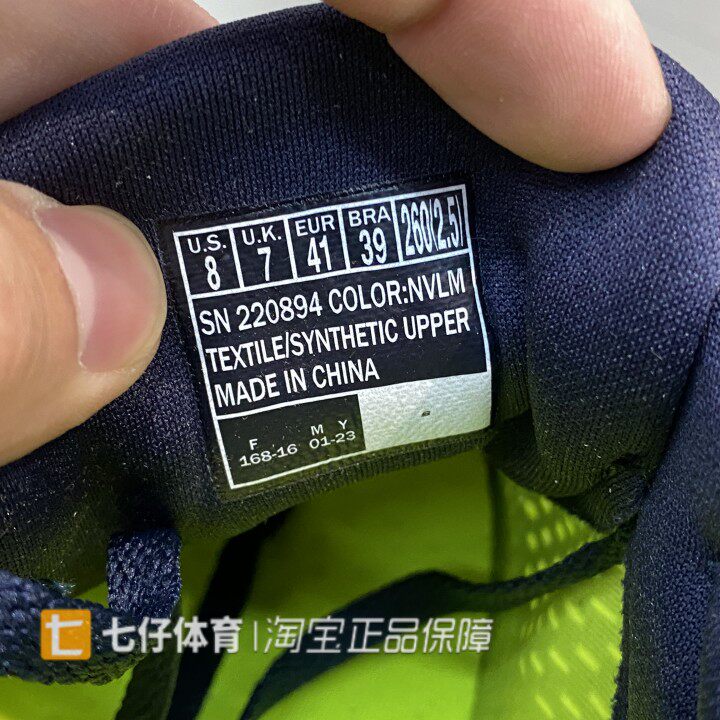 U.S. U.K. EUR BRA 260(2.5)
8 7 41 39
SN 220894 COLOR:NVLM
TEXTILE/SYNTHETIC UPPER
MADE IN CHINA
F M Y
168-16 01-23
七仔体育|淘宝正品保障